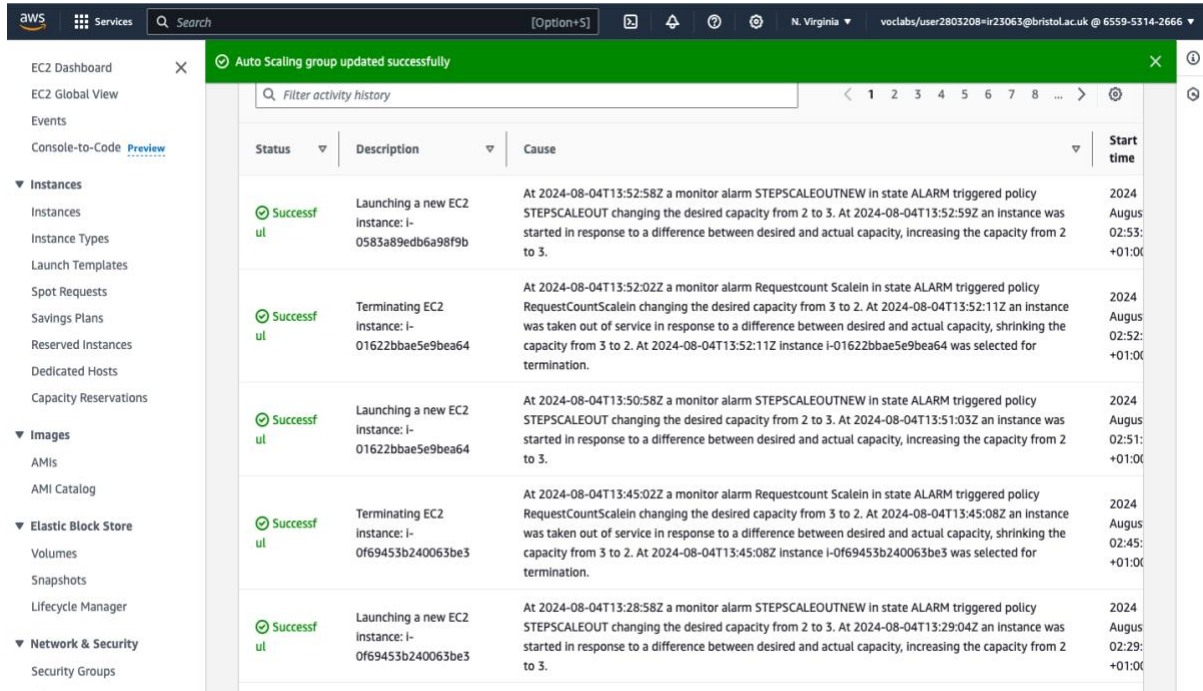 aws
Services
Search
[Option+S]
N. Virginia
voclabs/user2803208=ir23063@bristol.ac.uk @ 6559-5314-2666
EC2 Dashboard
EC2 Global View
Events
Console-to-Code Preview
Instances
Instances
Instance Types
Launch Templates
Spot Requests
Savings Plans
Reserved Instances
Dedicated Hosts
Capacity Reservations
Images
AMIs
AMI Catalog
Elastic Block Store
Volumes
Snapshots
Lifecycle Manager
Network & Security
Security Groups
Auto Scaling group updated successfully
Filter activity history
1 2 3 4 5 6 7 8 ...
Status
Description
Cause
Start
time
Successf
ul
Launching a new EC2
instance: i-
0583a89edb6a98f9b
At 2024-08-04T13:52:58Z a monitor alarm STEPSCALEOUTNEW in state ALARM triggered policy
STEPSCALEOUT changing the desired capacity from 2 to 3. At 2024-08-04T13:52:59Z an instance was
started in response to a difference between desired and actual capacity, increasing the capacity from 2
to 3.
2024
Augus
02:53:
+01:00
Successf
ul
Terminating EC2
instance: i-
01622bbae5e9bea64
At 2024-08-04T13:52:02Z a monitor alarm Requestcount Scalein in state ALARM triggered policy
RequestCountScalein changing the desired capacity from 3 to 2. At 2024-08-04T13:52:11Z an instance
was taken out of service in response to a difference between desired and actual capacity, shrinking the
capacity from 3 to 2. At 2024-08-04T13:52:11Z instance i-01622bbae5e9bea64 was selected for
termination.
2024
Augus
02:52:
+01:00
Successf
ul
Launching a new EC2
instance: i-
01622bbae5e9bea64
At 2024-08-04T13:50:58Z a monitor alarm STEPSCALEOUTNEW in state ALARM triggered policy
STEPSCALEOUT changing the desired capacity from 2 to 3. At 2024-08-04T13:51:03Z an instance was
started in response to a difference between desired and actual capacity, increasing the capacity from 2
to 3.
2024
Augus
02:51:
+01:00
Successf
ul
Terminating EC2
instance: i-
0f69453b240063be3
At 2024-08-04T13:45:02Z a monitor alarm Requestcount Scalein in state ALARM triggered policy
RequestCountScalein changing the desired capacity from 3 to 2. At 2024-08-04T13:45:08Z an instance
was taken out of service in response to a difference between desired and actual capacity, shrinking the
capacity from 3 to 2. At 2024-08-04T13:45:08Z instance i-0f69453b240063be3 was selected for
termination.
2024
Augus
02:45:
+01:00
Successf
ul
Launching a new EC2
instance: i-
0f69453b240063be3
At 2024-08-04T13:28:58Z a monitor alarm STEPSCALEOUTNEW in state ALARM triggered policy
STEPSCALEOUT changing the desired capacity from 2 to 3. At 2024-08-04T13:29:04Z an instance was
started in response to a difference between desired and actual capacity, increasing the capacity from 2
to 3.
2024
Augus
02:29:
+01:00